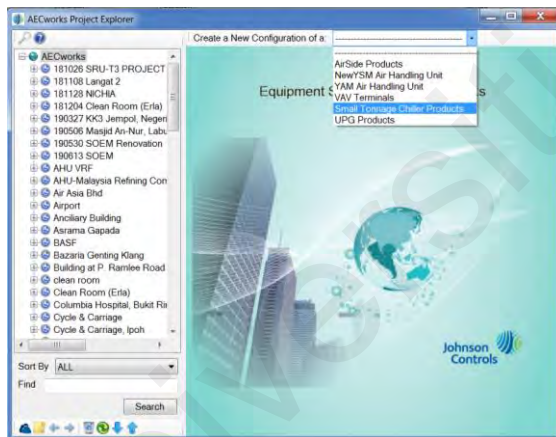 AECworks Project Explorer
Create a New Configuration of a:
AECworks
181026 SRU-T3 PROJECT
181108 Langat 2
181128 NICHIA
181204 Clean Room (Erla)
190327 KK3 Jempol, Negeri
190506 Masjid An-Nur, Labu
190530 SOEM Renovation
190613 SOEM
AHU VRF
AHU-Malaysia Refining Com
Air Asia Bhd
Airport
Anciliary Building
Asrama Gapada
BASF
Bazaria Genting Klang
Building at P. Ramlee Road
clean room
Clean Room (Erla)
Columbia Hospital, Bukit Ri
Cycle & Carriage
Cycle & Carriage, Ipoh
Sort By ALL
Find
Search
AirSide Products
NewYSM Air Handling Unit
YAM Air Handling Unit
VAV Terminals
Small Tonnage Chiller Products
UPG Products
Equipment S
Johnson
Controls